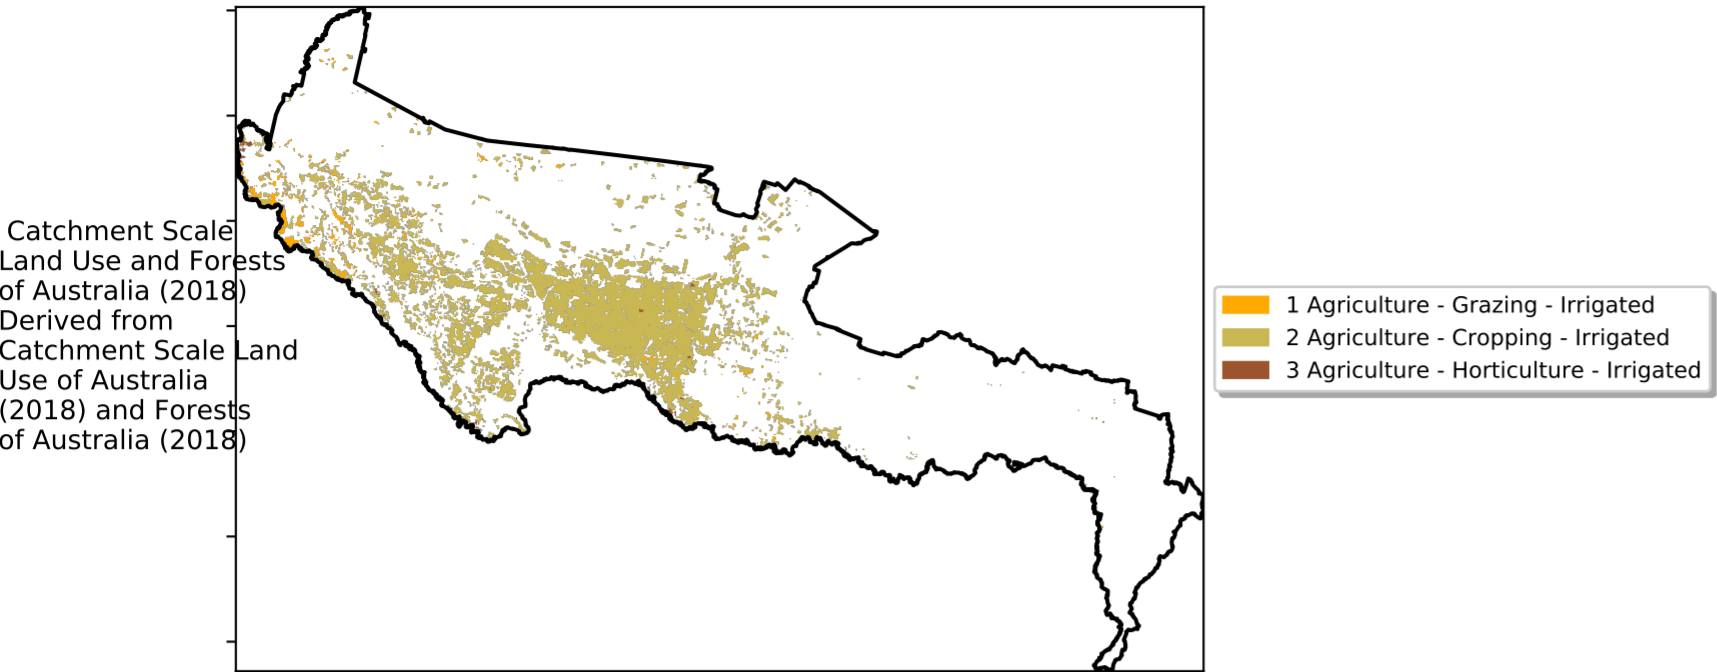 Catchment Scale
Land Use and Forests
of Australia (2018)
Derived from
Catchment Scale Land
Use of Australia
(2018) and Forests
of Australia (2018)
1 Agriculture - Grazing - Irrigated
2 Agriculture - Cropping - Irrigated
3 Agriculture - Horticulture - Irrigated